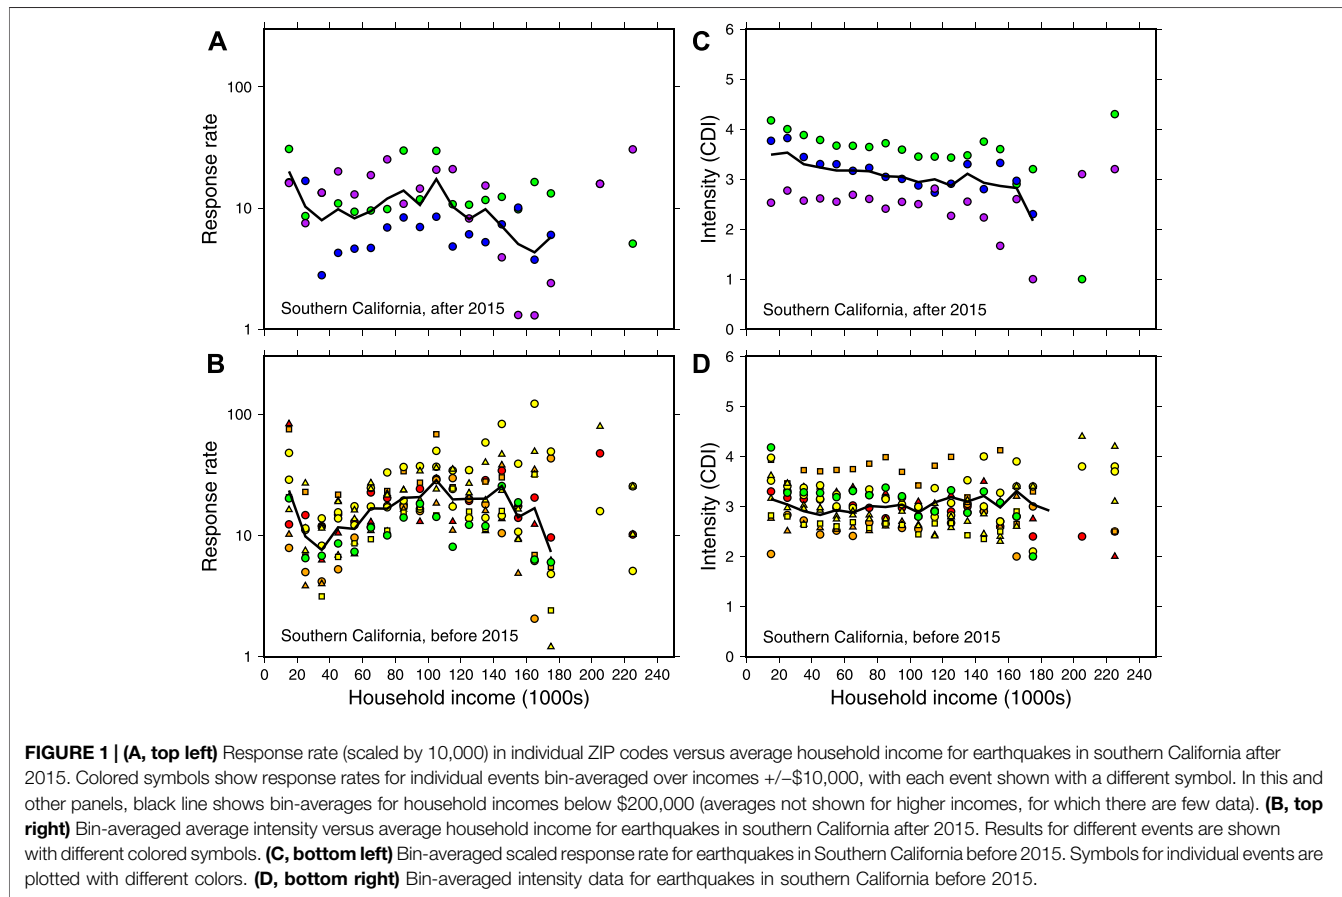 A
Response rate
100
10
1
Southern California, after 2015
C
Intensity (CDI)
6
5
4
3
2
1
0
Southern California, after 2015
B
Response rate
100
10
1
Southern California, before 2015
0 20 40 60 80 100 120 140 160 180 200 220 240
Household income (1000s)
D
Intensity (CDI)
6
5
4
3
2
1
0
Southern California, before 2015
0 20 40 60 80 100 120 140 160 180 200 220 240
Household income (1000s)
FIGURE 1 | (A, top left) Response rate (scaled by 10,000) in individual ZIP codes versus average household income for earthquakes in southern California after
2015. Colored symbols show response rates for individual events bin-averaged over incomes +/−$10,000, with each event shown with a different symbol. In this and
other panels, black line shows bin-averages for household incomes below $200,000 (averages not shown for higher incomes, for which there are few data). (B, top
right) Bin-averaged average intensity versus average household income for earthquakes in southern California after 2015. Results for different events are shown
with different colored symbols. (C, bottom left) Bin-averaged scaled response rate for earthquakes in Southern California before 2015. Symbols for individual events are
plotted with different colors. (D, bottom right) Bin-averaged intensity data for earthquakes in southern California before 2015.